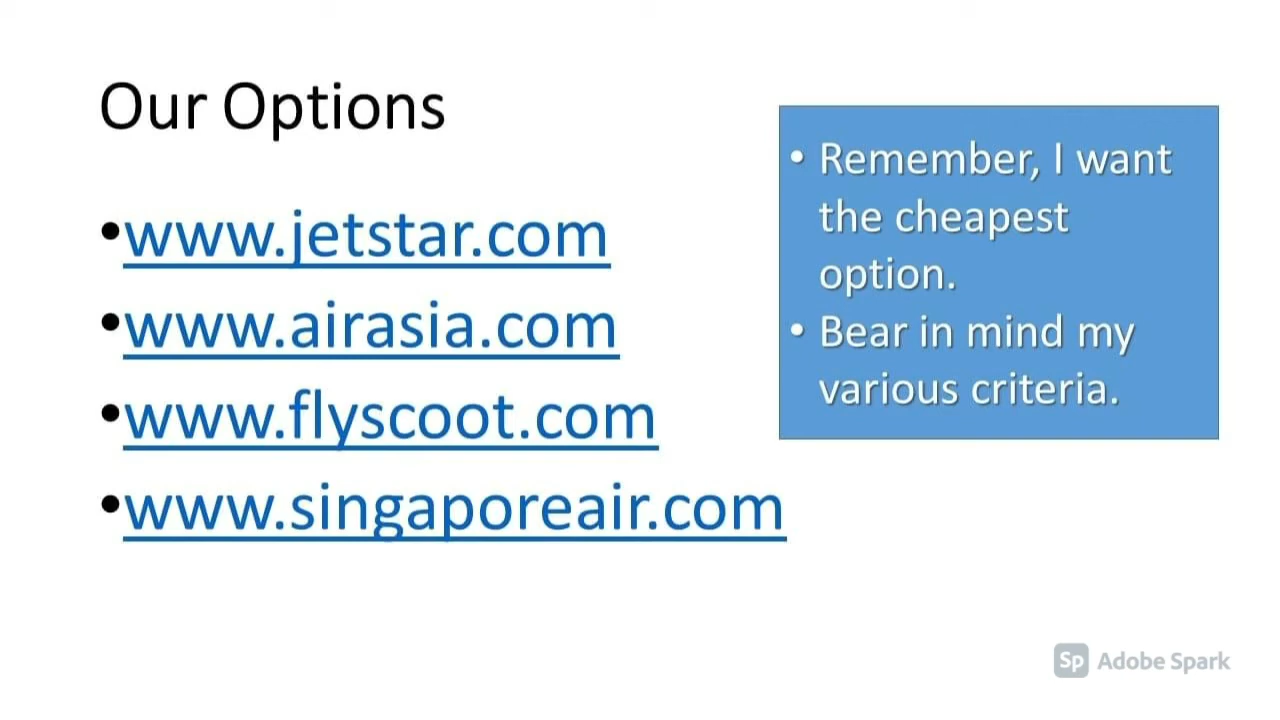 Our Options
•www.jetstar.com
•www.airasia.com
•www.flyscoot.com
•www.singaporeair.com
• Remember, I want
the cheapest
option.
• Bear in mind my
various criteria.
Sp Adobe Spark